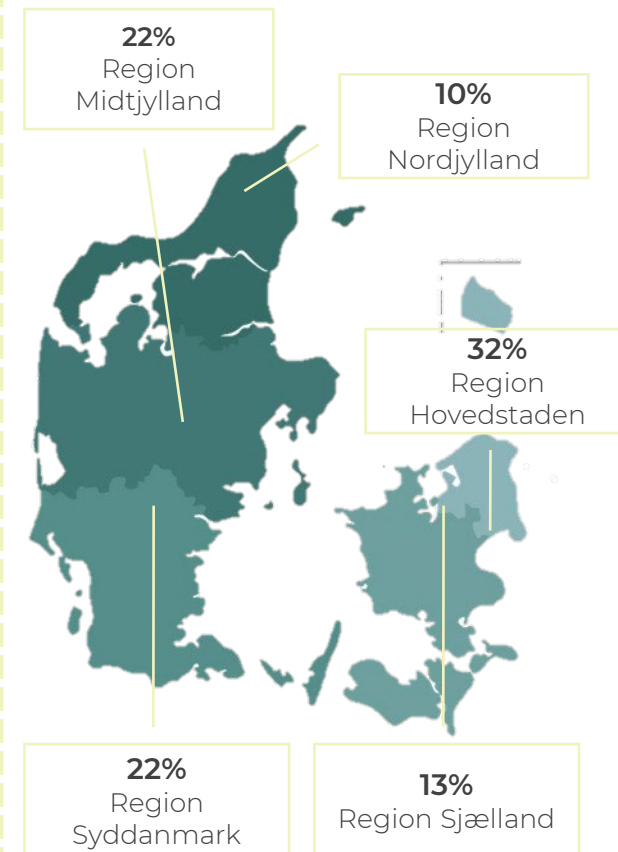 22%
Region
Midtjylland
10%
Region
Nordjylland
32%
Region
Hovedstaden
22%
Region
Syddanmark
13%
Region Sjælland